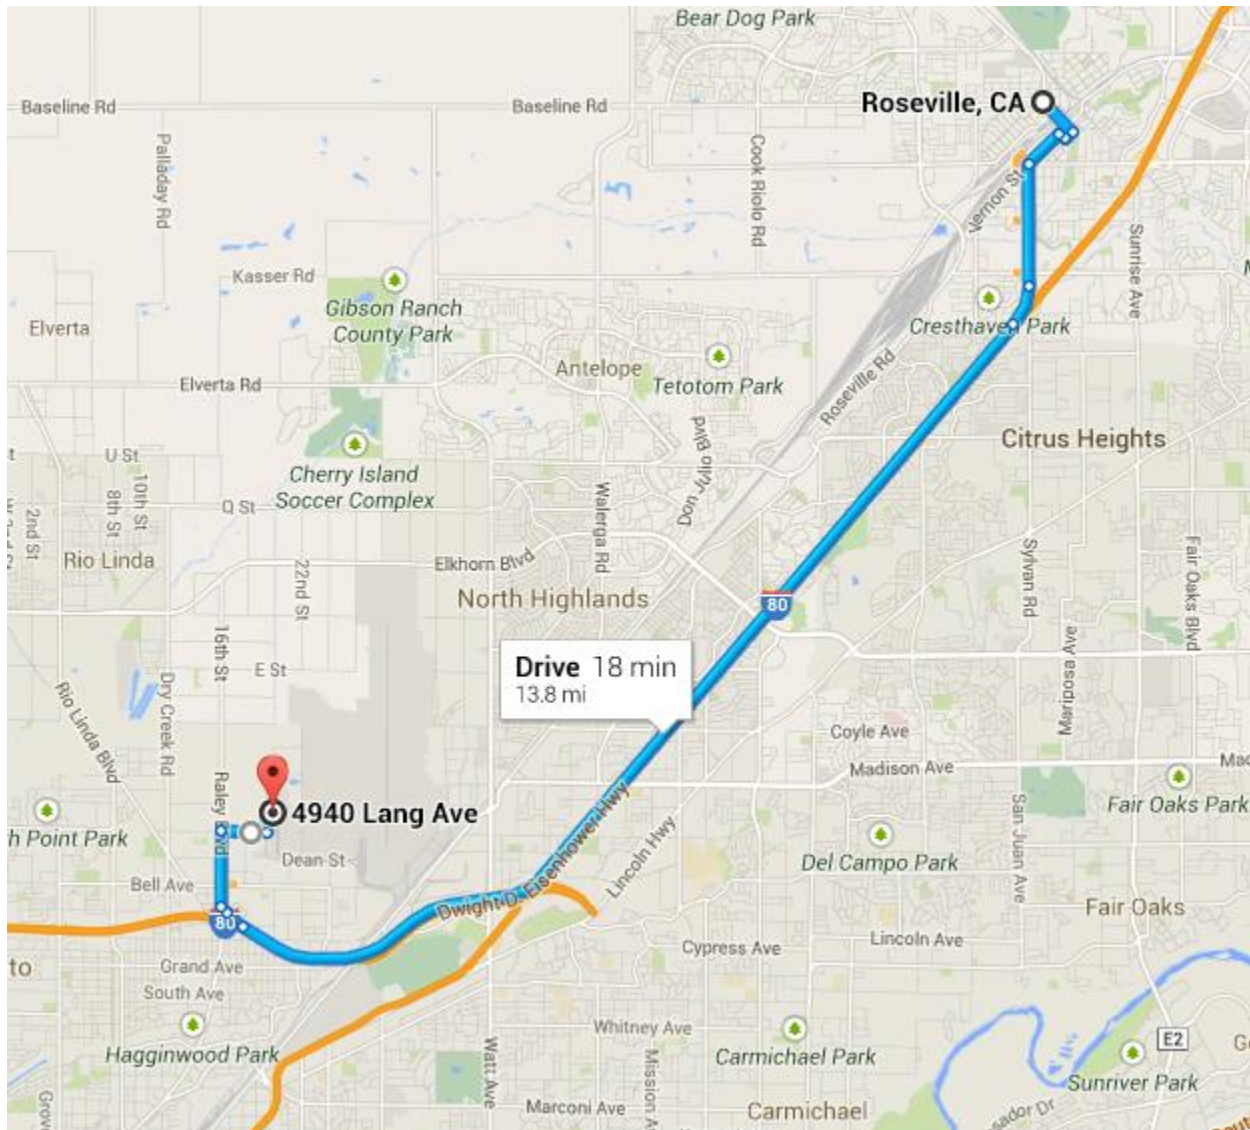 Bear Dog Park
Baseline Rd
Baseline Rd
Roseville, CA
Palladay Rd
Cook Riolo Rd
Vernon St
Sunrise Ave
Kasser Rd
Gibson Ranch
County Park
Elverta
Cresthaven Park
Antelope
Tetotom Park
Elverta Rd
Roseville Rd
Don Julio Blvd
Citrus Heights
U St
Cherry Island
Soccer Complex
10th St
8th St
2nd St
Q St
Walerga Rd
Rio Linda
Elkhorn Blvd
22nd St
Sylvan Rd
Fair Oaks Blvd
North Highlands
80
16th St
Mariposa Ave
E St
Drive 18 min
13.8 mi
Rio Linda Blvd
Dry Creek Rd
Coyle Ave
Madison Ave
Raley Blvd
4940 Lang Ave
Fair Oaks Park
h Point Park
Dwight D. Eisenhower Hwy
Lincoln Hwy
San Juan Ave
Dean St
Del Campo Park
Bell Ave
80
Fair Oaks
Cypress Ave
Lincoln Ave
to
Grand Ave
South Ave
Hagginwood Park
Whitney Ave
Carmichael Park
E2
Sunriver Park
Watt Ave
Mission A
Marconi Ave
Carmichael
sador Dr
Grov